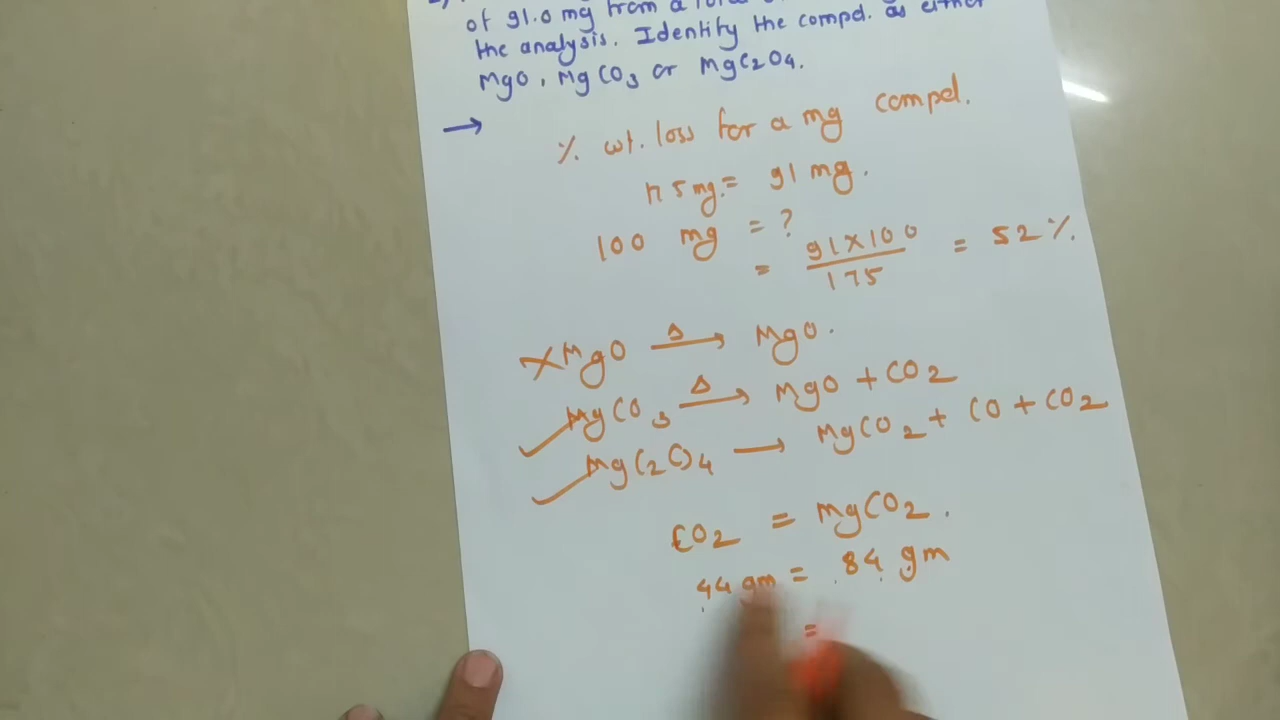 of 91.0 mg from a
the analysis. Identify the compd. as either
MgO, MgCO3 or MgC2O4.
→ % wt. loss for a mg compd.
175 mg = 91 mg.
100 mg = ?
= 91×100 / 175 = 52%.
×MgO Δ→ MgO.
✓MgCO3 Δ→ MgO + CO2
✓MgC2O4 → MgCO2 + CO + CO2
CO2 = MgCO2.
44 gm = 84 gm
=